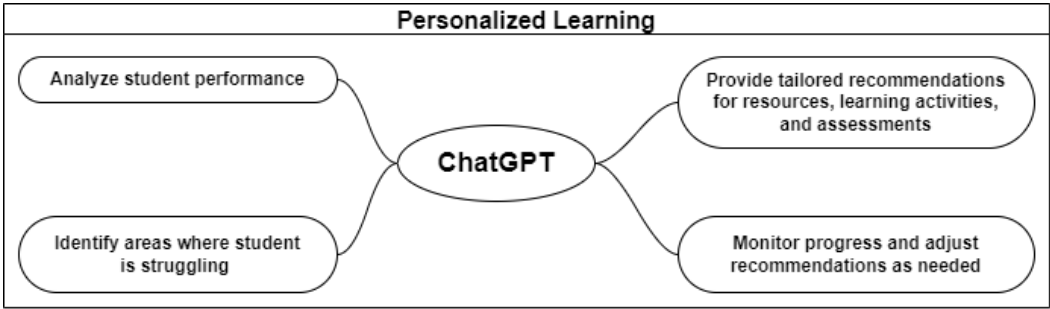 Personalized Learning
Analyze student performance
Provide tailored recommendations
for resources, learning activities,
and assessments
ChatGPT
Identify areas where student
is struggling
Monitor progress and adjust
recommendations as needed